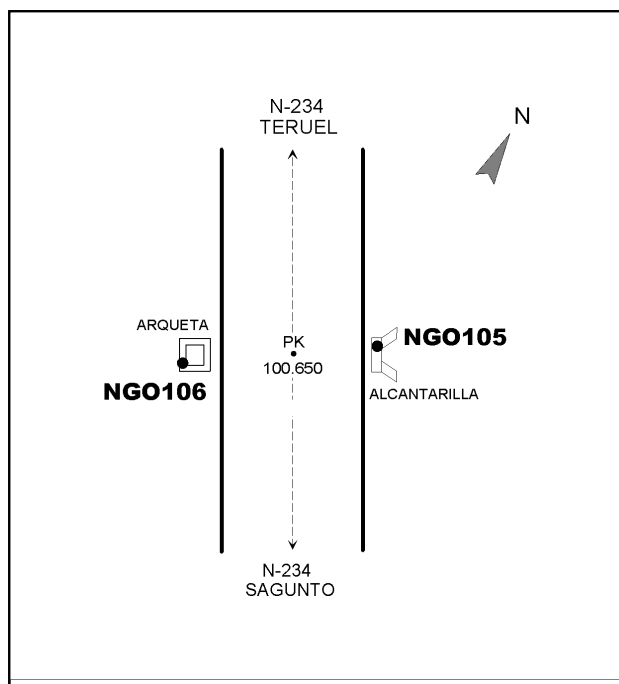 N-234
TERUEL
N
ARQUETA
NGO105
PK
100.650
NGO106
ALCANTARILLA
N-234
SAGUNTO